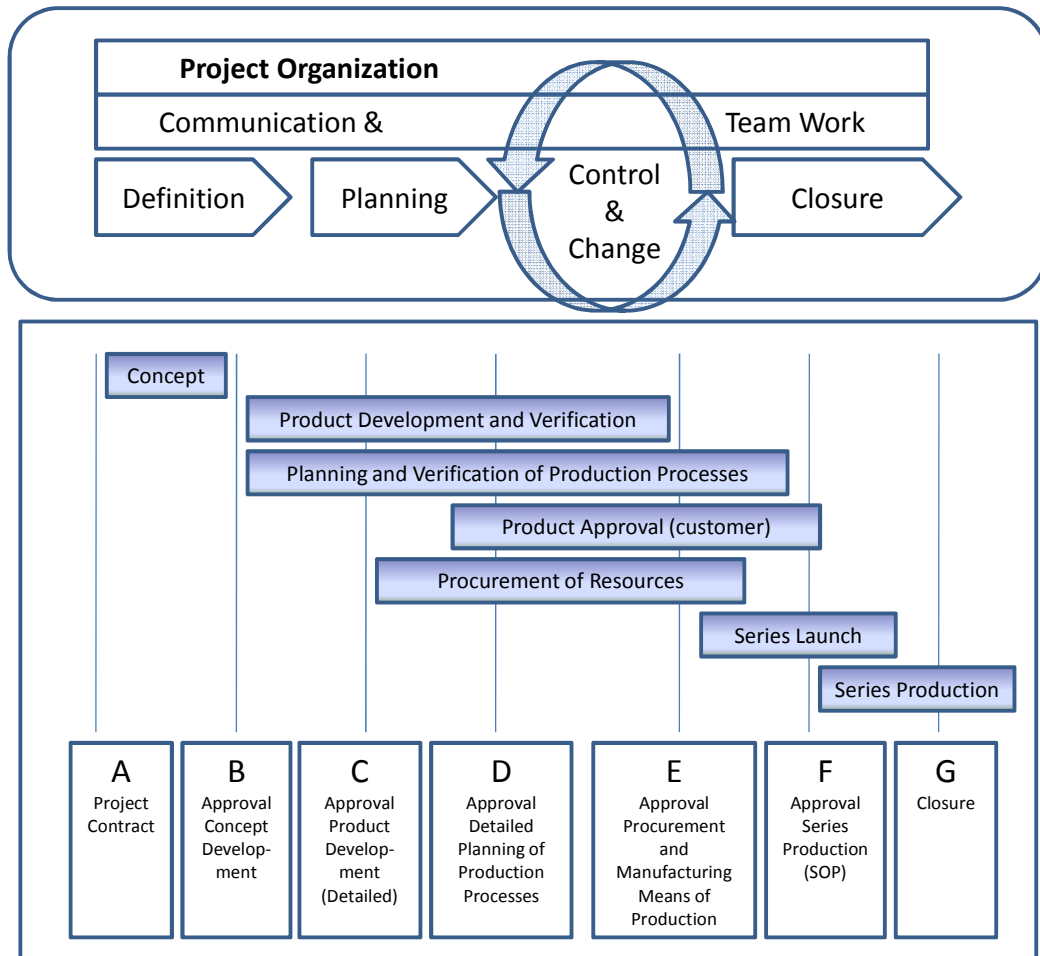 Project Organization
Communication & Team Work
Definition
Planning
Control
&
Change
Closure
Concept
Product Development and Verification
Planning and Verification of Production Processes
Product Approval (customer)
Procurement of Resources
Series Launch
Series Production
A
Project
Contract
B
Approval
Concept
Develop-
ment
C
Approval
Product
Develop-
ment
(Detailed)
D
Approval
Detailed
Planning of
Production
Processes
E
Approval
Procurement
and
Manufacturing
Means of
Production
F
Approval
Series
Production
(SOP)
G
Closure